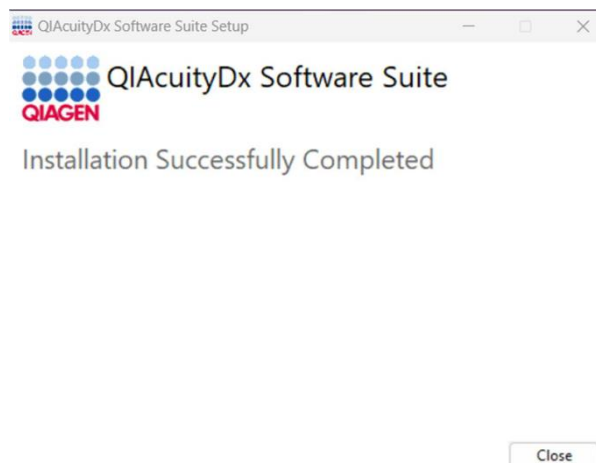 QIAcuityDx Software Suite Setup
QIAGEN
QIAcuityDx Software Suite
Installation Successfully Completed
Close